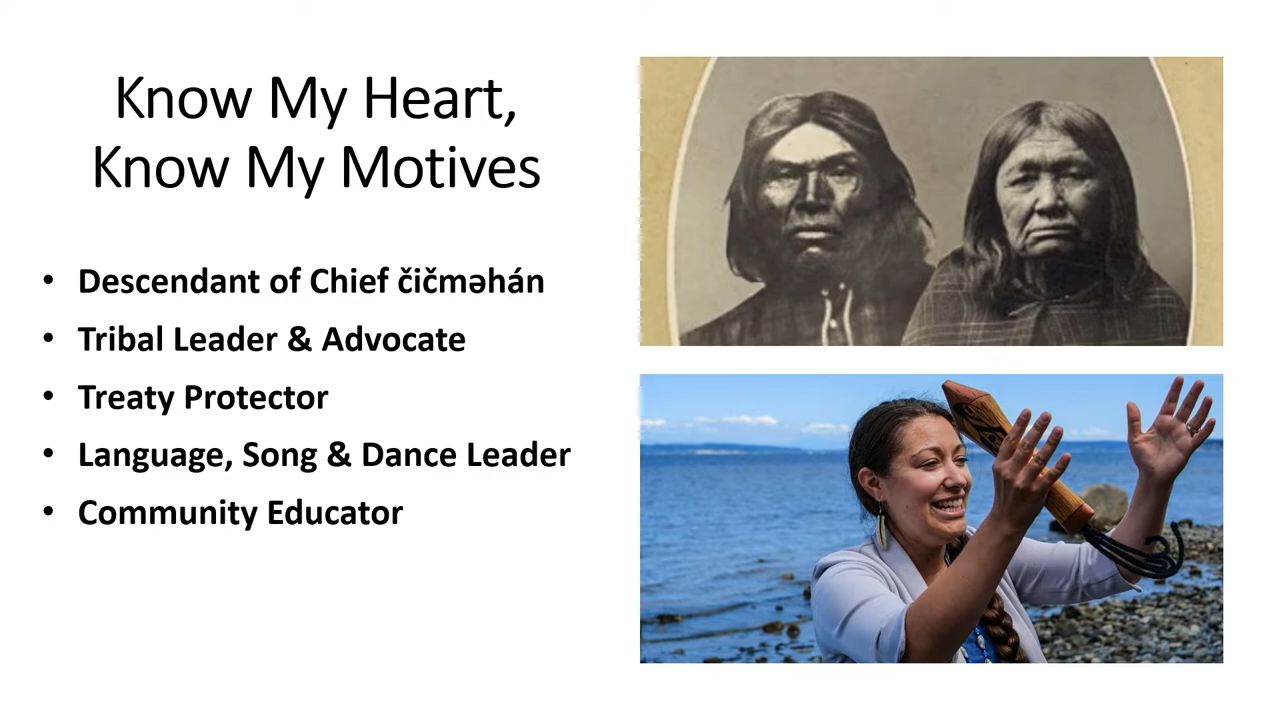 Know My Heart,
Know My Motives
• Descendant of Chief čičməhán
• Tribal Leader & Advocate
• Treaty Protector
• Language, Song & Dance Leader
• Community Educator